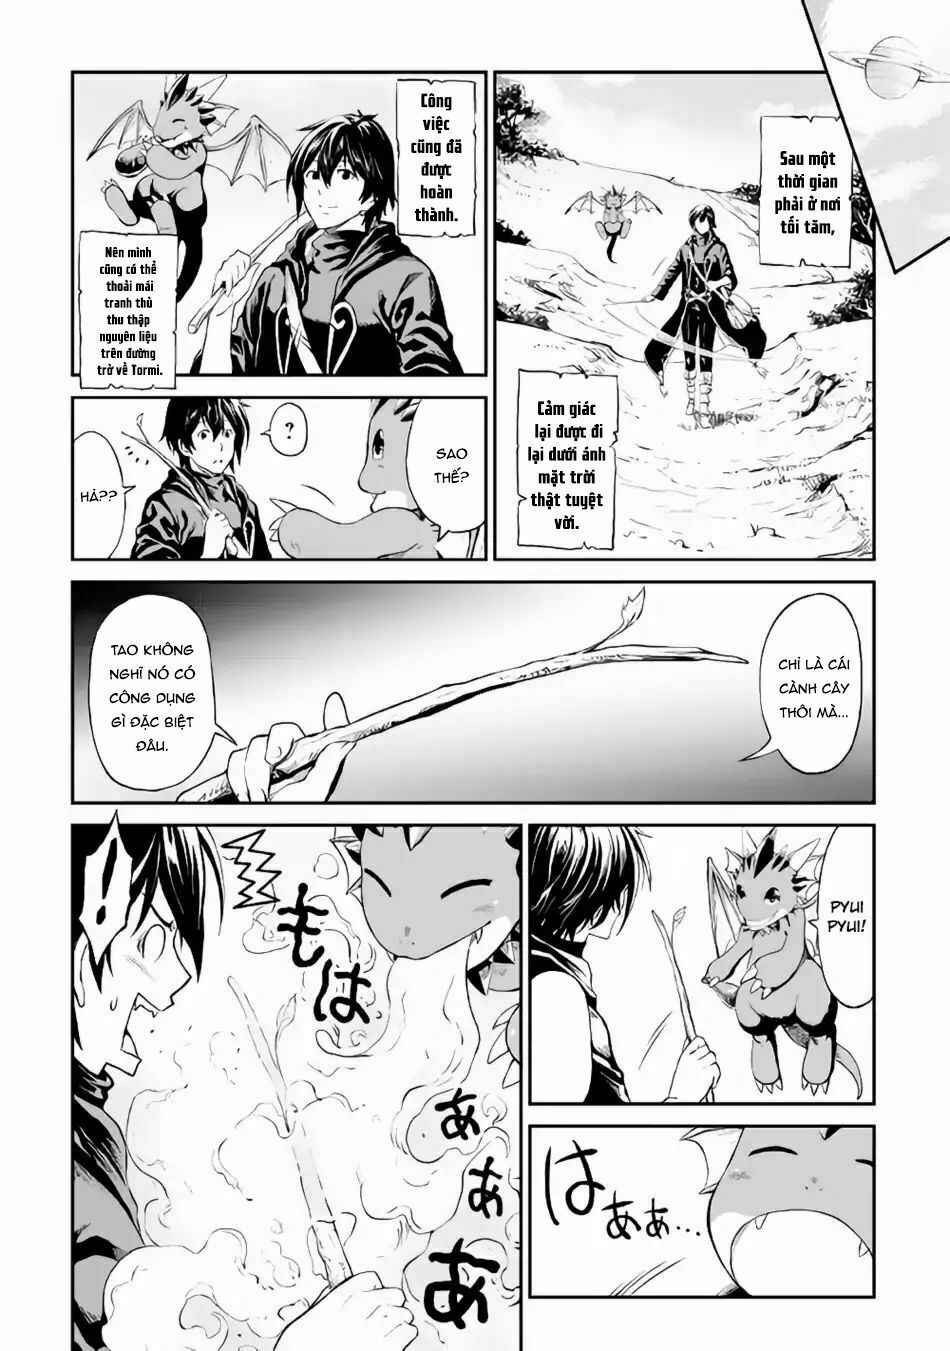 Sau một
thời gian
phải ở nơi
tối tăm,
Cảm giác
lại được đi
lại dưới ánh
mặt trời
thật tuyệt
vời.
Công
việc
cũng đã
được
hoàn
thành.
Nên mình
cũng có thể
thoải mái
tranh thủ
thu thập
nguyên liệu
trên đường
trở về Tormi.
SAO
THẾ?
?
HẢ??
CHỈ LÀ CÁI
CÀNH CÂY
THÔI MÀ...
TAO KHÔNG
NGHĨ NÓ CÓ
CÔNG DỤNG
GÌ ĐẶC BIỆT
ĐÂU.
PYUI
PYUI!
はぁぁ...
もは
ぁ
あ
あ
!